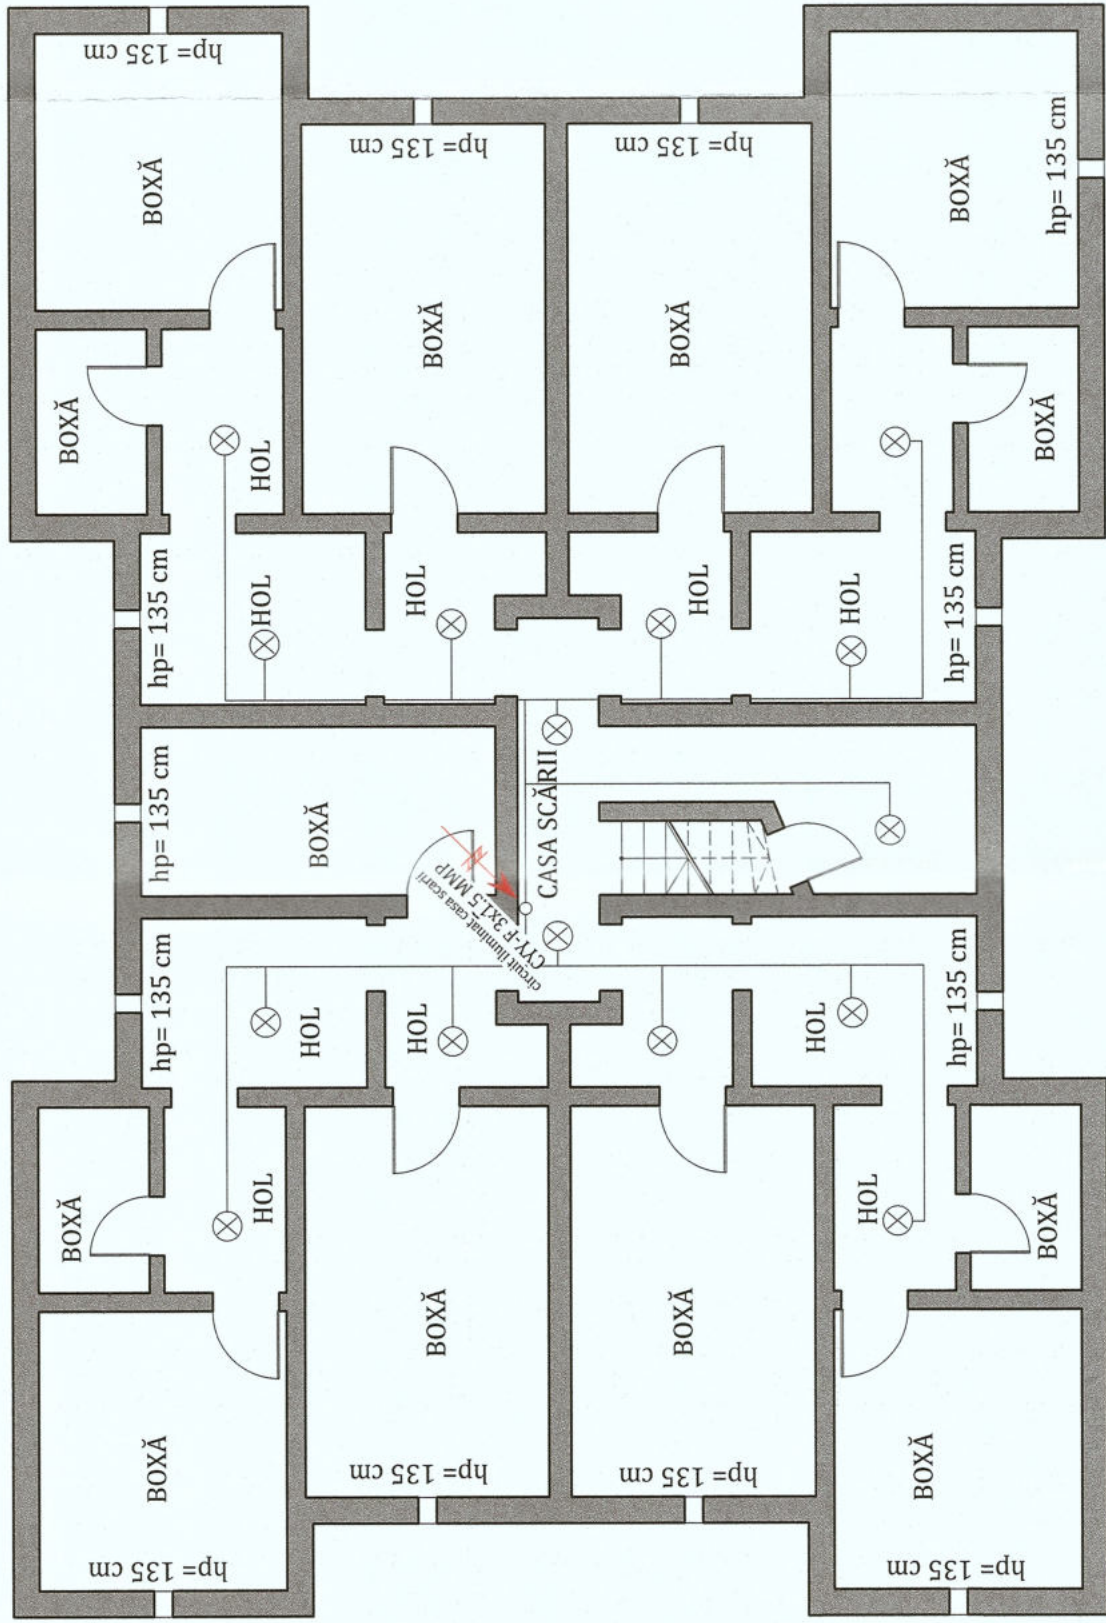 hp= 135 cm
BOXĂ
hp= 135 cm
hp= 135 cm
BOXĂ
hp= 135 cm
BOXĂ
BOXĂ
BOXĂ
BOXĂ
HOL
HOL
HOL
HOL
HOL
hp= 135 cm
hp= 135 cm
hp= 135 cm
BOXĂ
CASA SCĂRII
circuit iluminat casa scarii
CYY-F 3x1.5 MMP
hp= 135 cm
hp= 135 cm
HOL
HOL
HOL
HOL
HOL
BOXĂ
BOXĂ
BOXĂ
BOXĂ
BOXĂ
BOXĂ
hp= 135 cm
hp= 135 cm
hp= 135 cm